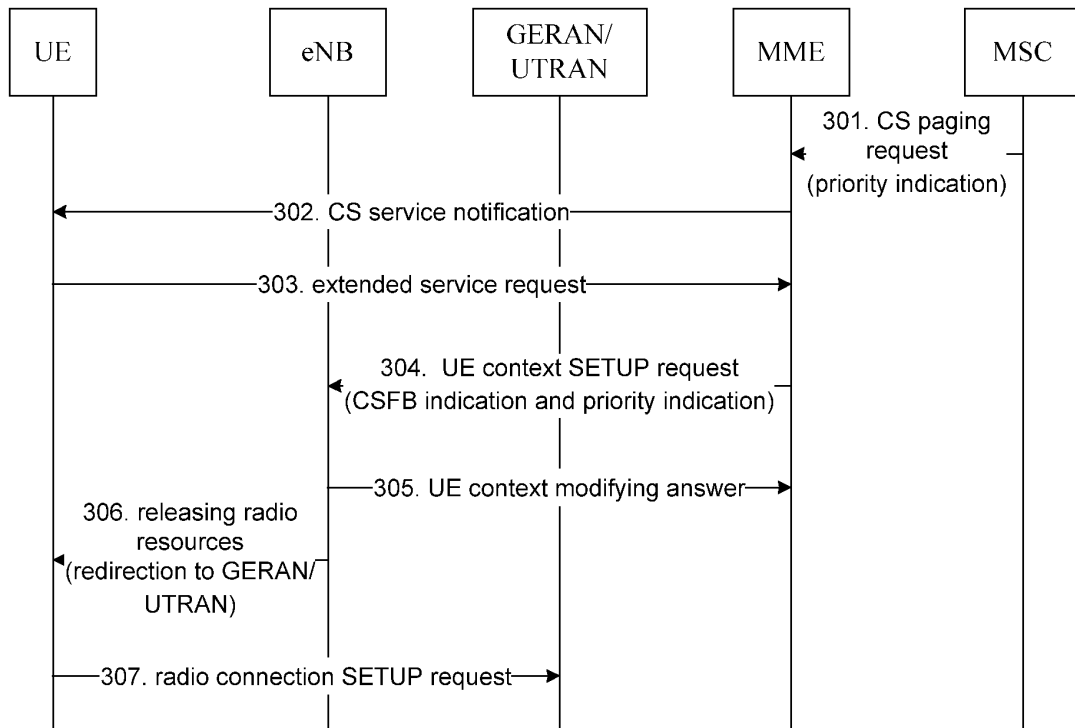 UE
eNB
GERAN/
UTRAN
MME
MSC
301. CS paging
request
(priority indication)
302. CS service notification
303. extended service request
304.  UE context SETUP request
(CSFB indication and priority indication)
305. UE context modifying answer
306. releasing radio
resources
(redirection to GERAN/
UTRAN)
307. radio connection SETUP request